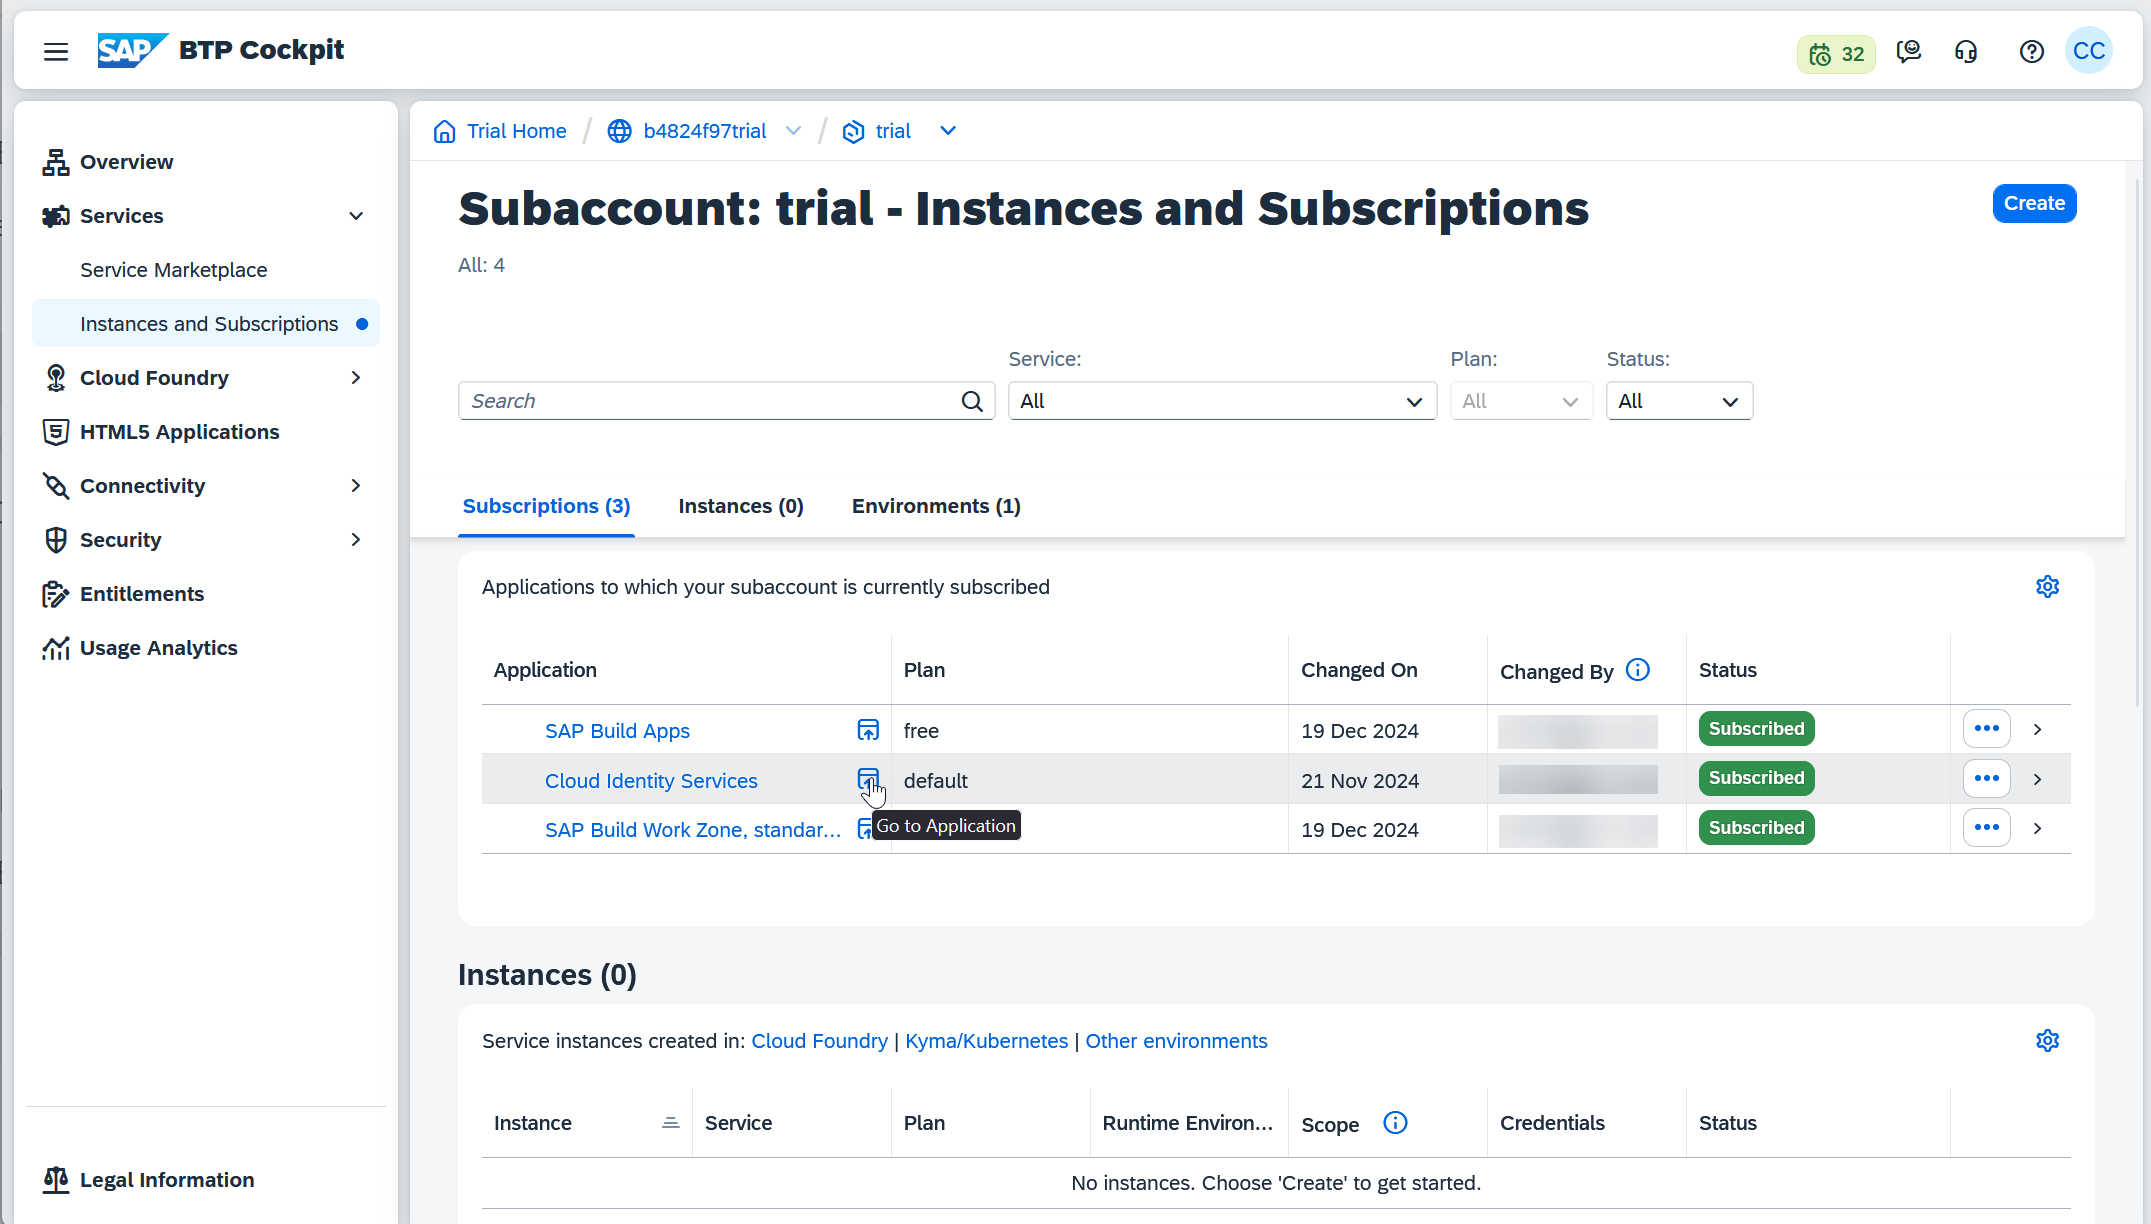 SAP BTP Cockpit
32
CC
Overview
Services
Service Marketplace
Instances and Subscriptions
Cloud Foundry
HTML5 Applications
Connectivity
Security
Entitlements
Usage Analytics
Legal Information
Trial Home / b4824f97trial / trial
Subaccount: trial - Instances and Subscriptions
Create
All: 4
Service:
Plan:
Status:
Search
All
All
All
Subscriptions (3)
Instances (0)
Environments (1)
Applications to which your subaccount is currently subscribed
Application
Plan
Changed On
Changed By
Status
SAP Build Apps
free
19 Dec 2024
Subscribed
Cloud Identity Services
default
21 Nov 2024
Subscribed
Go to Application
SAP Build Work Zone, standar...
19 Dec 2024
Subscribed
Instances (0)
Service instances created in: Cloud Foundry | Kyma/Kubernetes | Other environments
Instance
Service
Plan
Runtime Environ...
Scope
Credentials
Status
No instances. Choose 'Create' to get started.